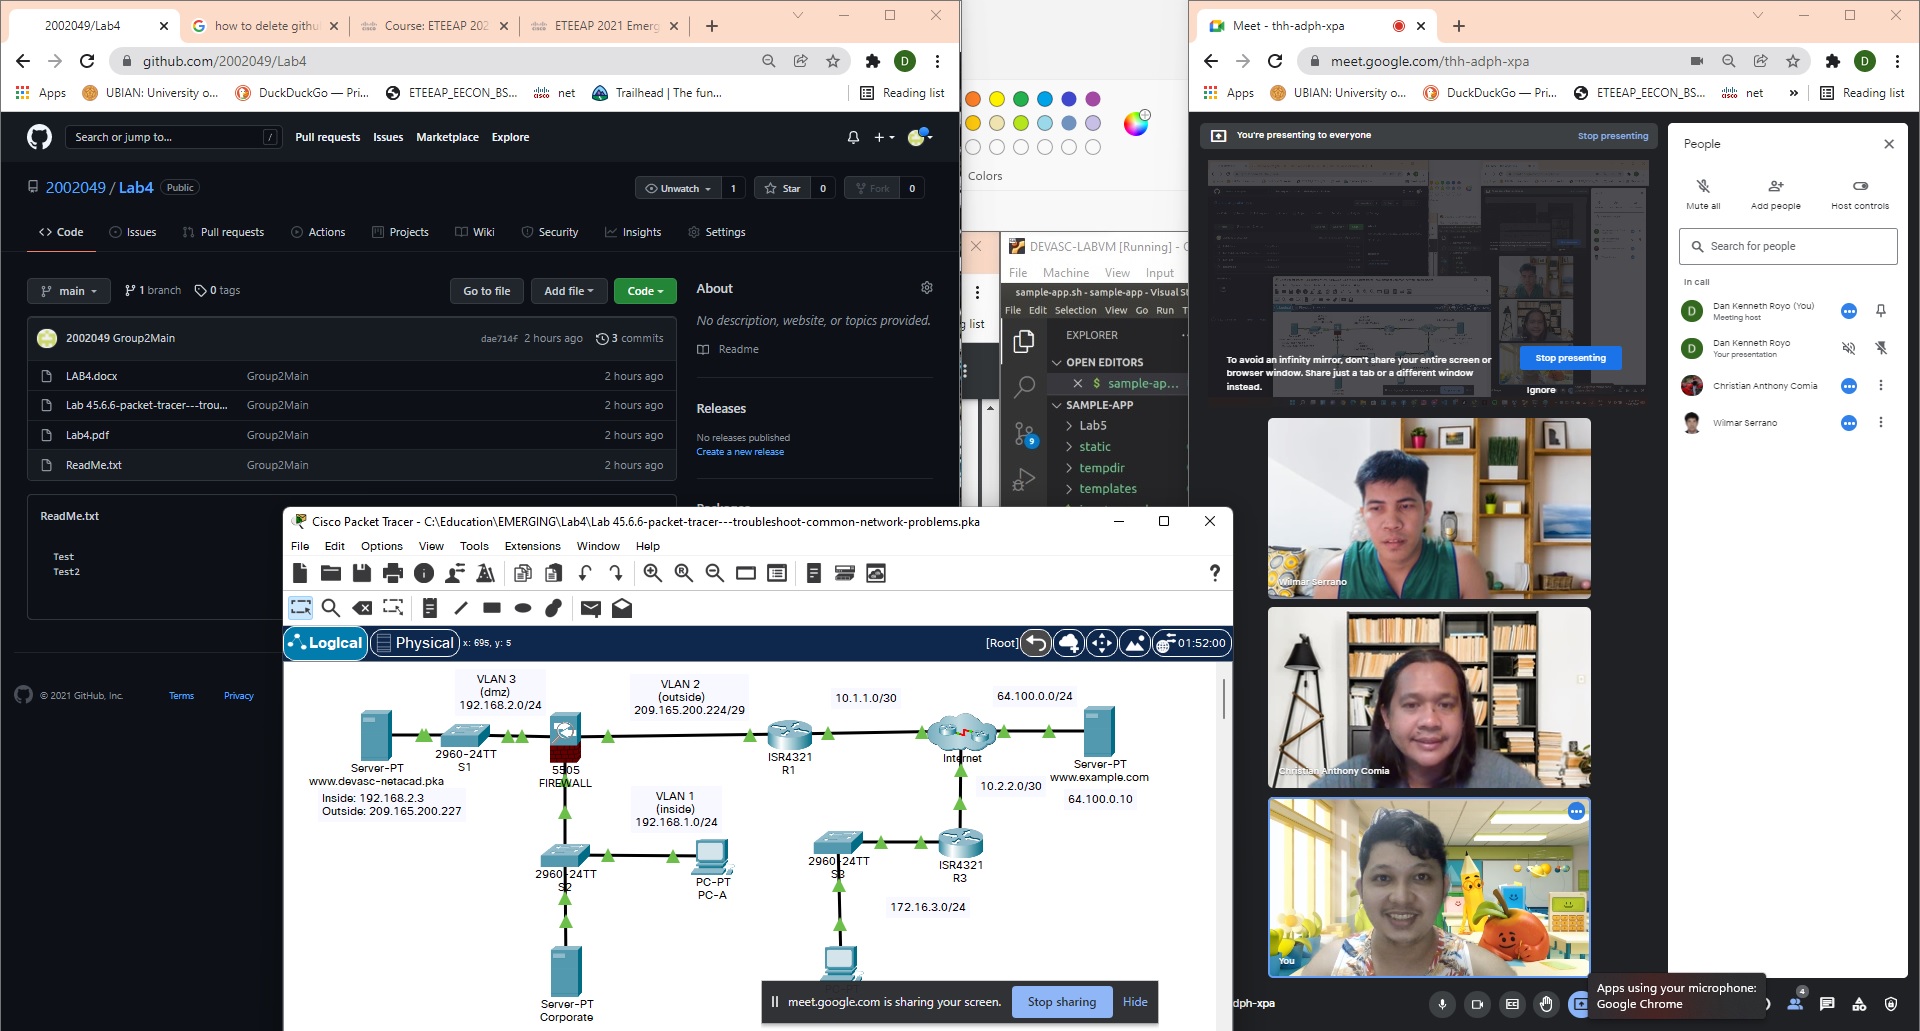 2002049/Lab4
how to delete githu
Course: ETEEAP 202
ETEEAP 2021 Emerg
github.com/2002049/Lab4
Apps
UBIAN: University o...
DuckDuckGo — Pri...
ETEEAP_EECON_BS...
net
Trailhead | The fun...
Reading list
Search or jump to...
/
Pull requests
Issues
Marketplace
Explore
2002049 / Lab4
Public
Unwatch
1
Star
0
Fork
0
Code
Issues
Pull requests
Actions
Projects
Wiki
Security
Insights
Settings
main
1 branch
0 tags
Go to file
Add file
Code
2002049 Group2Main
dae714f
2 hours ago
3 commits
LAB4.docx
Group2Main
2 hours ago
Lab 45.6.6-packet-tracer---trou...
Group2Main
2 hours ago
Lab4.pdf
Group2Main
2 hours ago
ReadMe.txt
Group2Main
2 hours ago
About
No description, website, or topics provided.
Readme
Releases
No releases published
Create a new release
ReadMe.txt
Test
Test2
© 2021 GitHub, Inc.
Terms
Privacy
Colors
g list
DEVASC-LABVM [Running] -
File
Machine
View
Input
sample-app.sh - sample-app - Visual St
File
Edit
Selection
View
Go
Run
T
EXPLORER
OPEN EDITORS
$ sample-ap...
SAMPLE-APP
Lab5
static
tempdir
templates
9
Cisco Packet Tracer - C:\Education\EMERGING\Lab4\Lab 45.6.6-packet-tracer---troubleshoot-common-network-problems.pka
File
Edit
Options
View
Tools
Extensions
Window
Help
Logical
Physical
x: 695, y: 5
[Root]
01:52:00
VLAN 3
(dmz)
192.168.2.0/24
VLAN 2
(outside)
209.165.200.224/29
10.1.1.0/30
64.100.0.0/24
Server-PT
www.devasc-netacad.pka
2960-24TT
S1
5505
FIREWALL
ISR4321
R1
Internet
Server-PT
www.example.com
Inside: 192.168.2.3
Outside: 209.165.200.227
VLAN 1
(inside)
192.168.1.0/24
10.2.2.0/30
64.100.0.10
2960-24TT
S2
PC-PT
PC-A
2960-24TT
S3
ISR4321
R3
172.16.3.0/24
Server-PT
Corporate
meet.google.com is sharing your screen.
Stop sharing
Hide
Meet - thh-adph-xpa
meet.google.com/thh-adph-xpa
Apps
UBIAN: University o...
DuckDuckGo — Pri...
ETEEAP_EECON_BS...
net
»
Reading list
You're presenting to everyone
Stop presenting
To avoid an infinity mirror, don't share your entire screen or
browser window. Share just a tab or a different window
instead.
Stop presenting
Ignore
Wilmar Serrano
Christian Anthony Comia
You
People
Mute all
Add people
Host controls
Search for people
In call
Dan Kenneth Royo (You)
Meeting host
Dan Kenneth Royo
Your presentation
Christian Anthony Comia
Wilmar Serrano
dph-xpa
Apps using your microphone:
Google Chrome
4